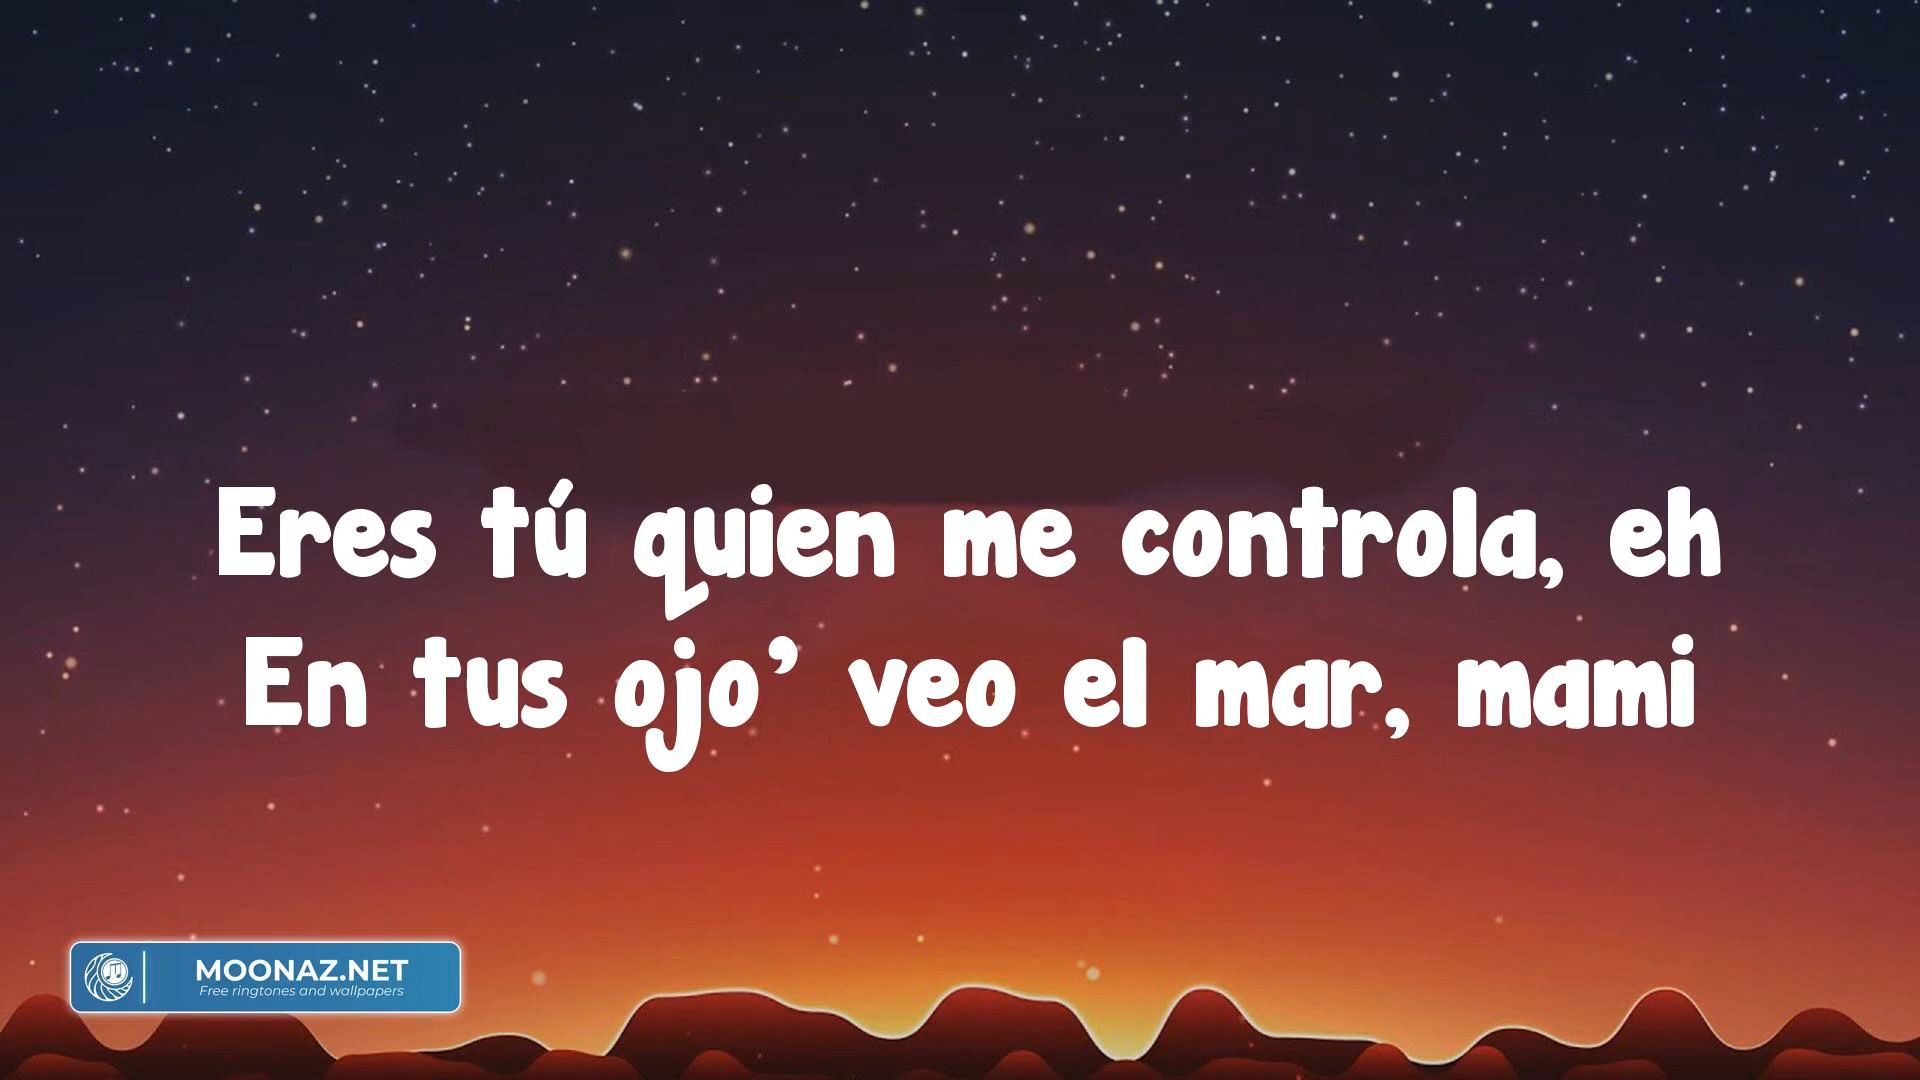 Eres tú quien me controla, eh
En tus ojo’ veo el mar, mami
MOONAZ.NET
Free ringtones and wallpapers